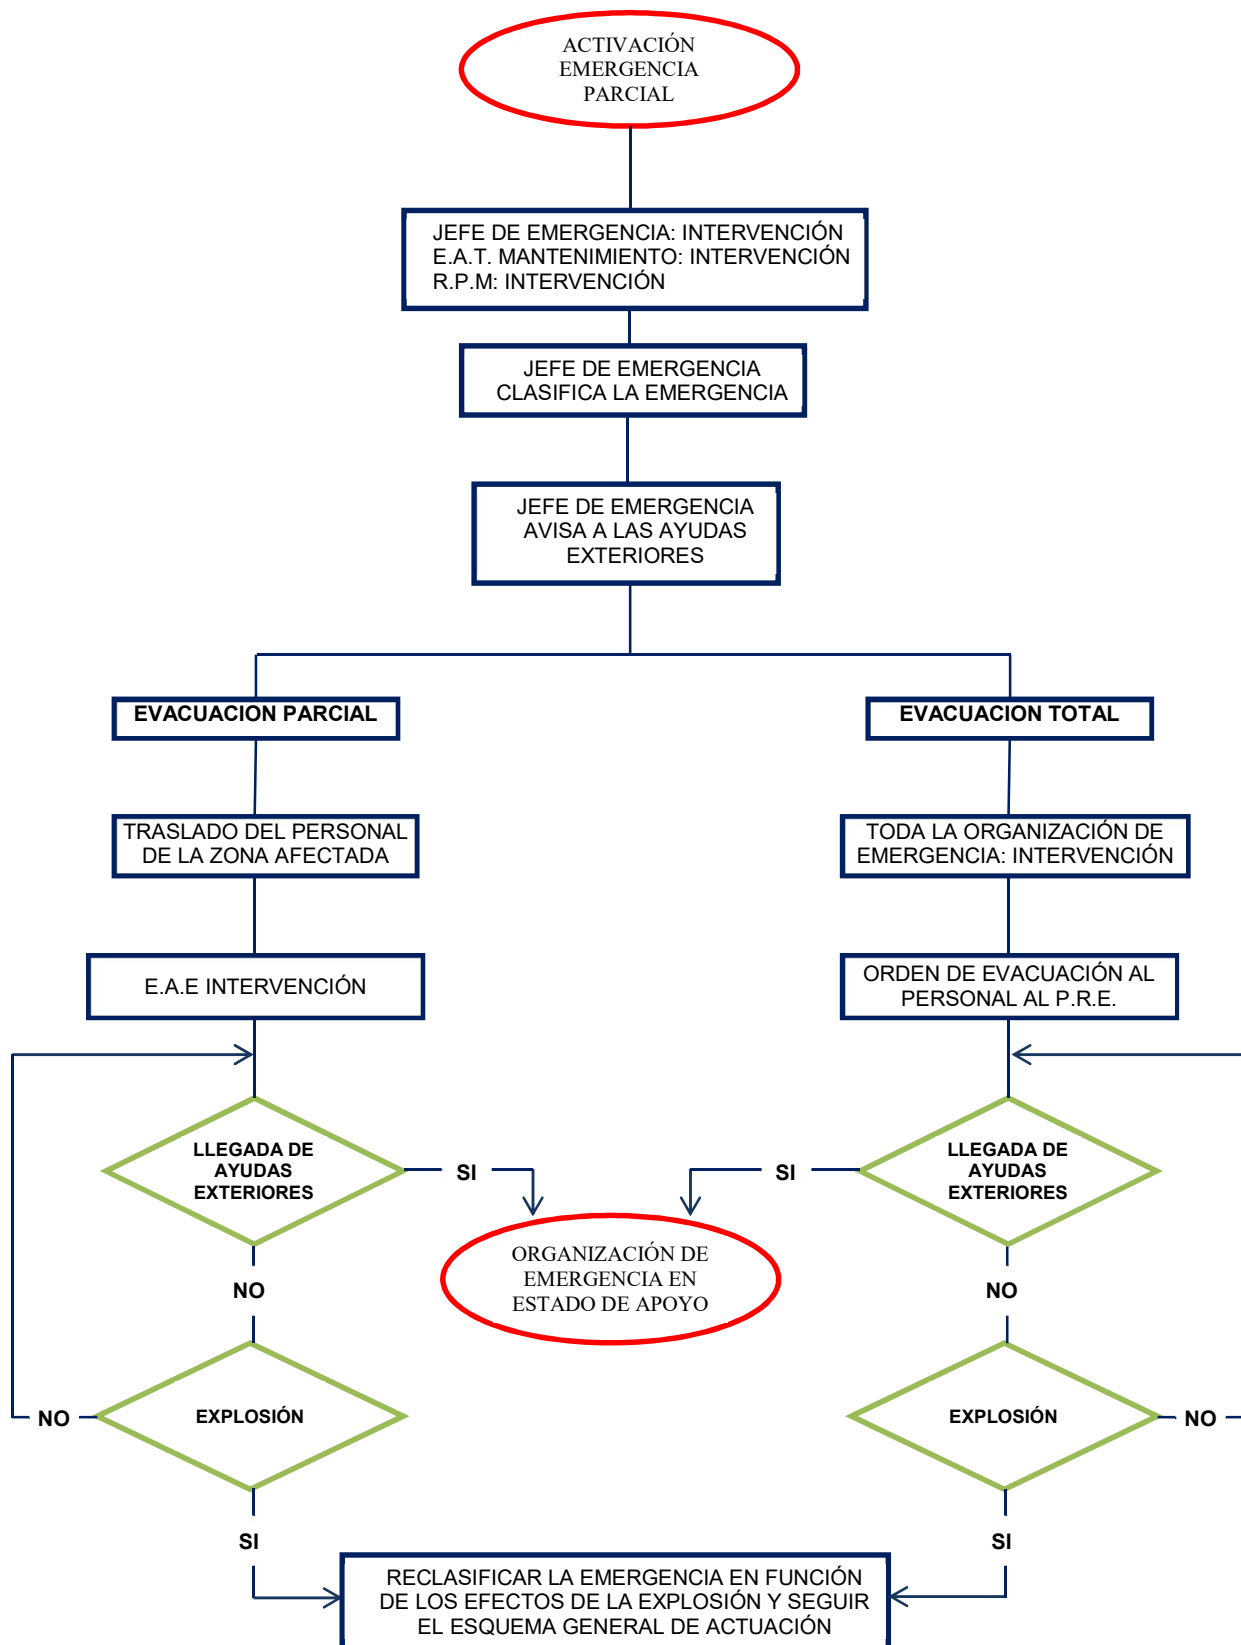 ACTIVACIÓN
EMERGENCIA
PARCIAL
JEFE DE EMERGENCIA: INTERVENCIÓN
E.A.T. MANTENIMIENTO: INTERVENCIÓN
R.P.M: INTERVENCIÓN
JEFE DE EMERGENCIA
CLASIFICA LA EMERGENCIA
JEFE DE EMERGENCIA
AVISA A LAS AYUDAS
EXTERIORES
EVACUACION PARCIAL
EVACUACION TOTAL
TRASLADO DEL PERSONAL
DE LA ZONA AFECTADA
TODA LA ORGANIZACIÓN DE
EMERGENCIA: INTERVENCIÓN
E.A.E INTERVENCIÓN
ORDEN DE EVACUACIÓN AL
PERSONAL AL P.R.E.
LLEGADA DE
AYUDAS
EXTERIORES
SI
SI
LLEGADA DE
AYUDAS
EXTERIORES
ORGANIZACIÓN DE
EMERGENCIA EN
ESTADO DE APOYO
NO
NO
NO
EXPLOSIÓN
EXPLOSIÓN
NO
SI
SI
RECLASIFICAR LA EMERGENCIA EN FUNCIÓN
DE LOS EFECTOS DE LA EXPLOSIÓN Y SEGUIR
EL ESQUEMA GENERAL DE ACTUACIÓN